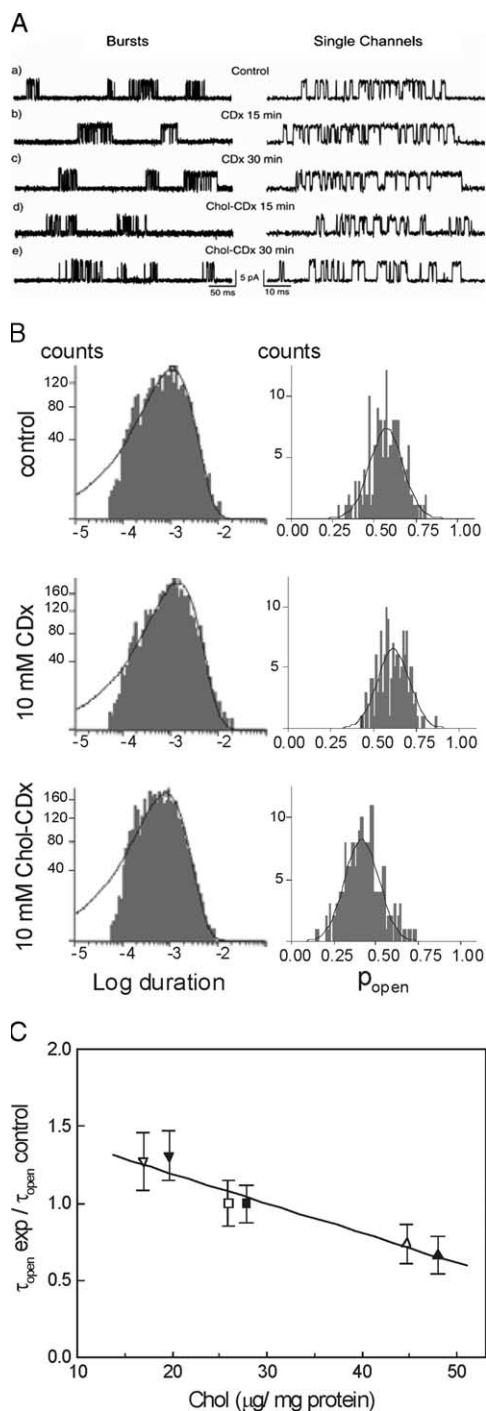 A
Bursts Single Channels
a) Control
b) CDx 15 min
c) CDx 30 min
d) Chol-CDx 15 min
e) Chol-CDx 30 min
50 ms 5 pA 10 ms
B
counts counts
control
120
80
40
-5 -4 -3 -2
10
5
0.00 0.25 0.50 0.75 1.00
10 mM CDx
160
120
80
40
-5 -4 -3 -2
10
5
0.00 0.25 0.50 0.75 1.00
10 mM Chol-CDx
160
120
80
40
-5 -4 -3 -2
10
5
0.00 0.25 0.50 0.75 1.00
Log duration popen
C
τopen exp / τopen control
2.0
1.5
1.0
0.5
0.0
10 20 30 40 50
Chol (μg/ mg protein)